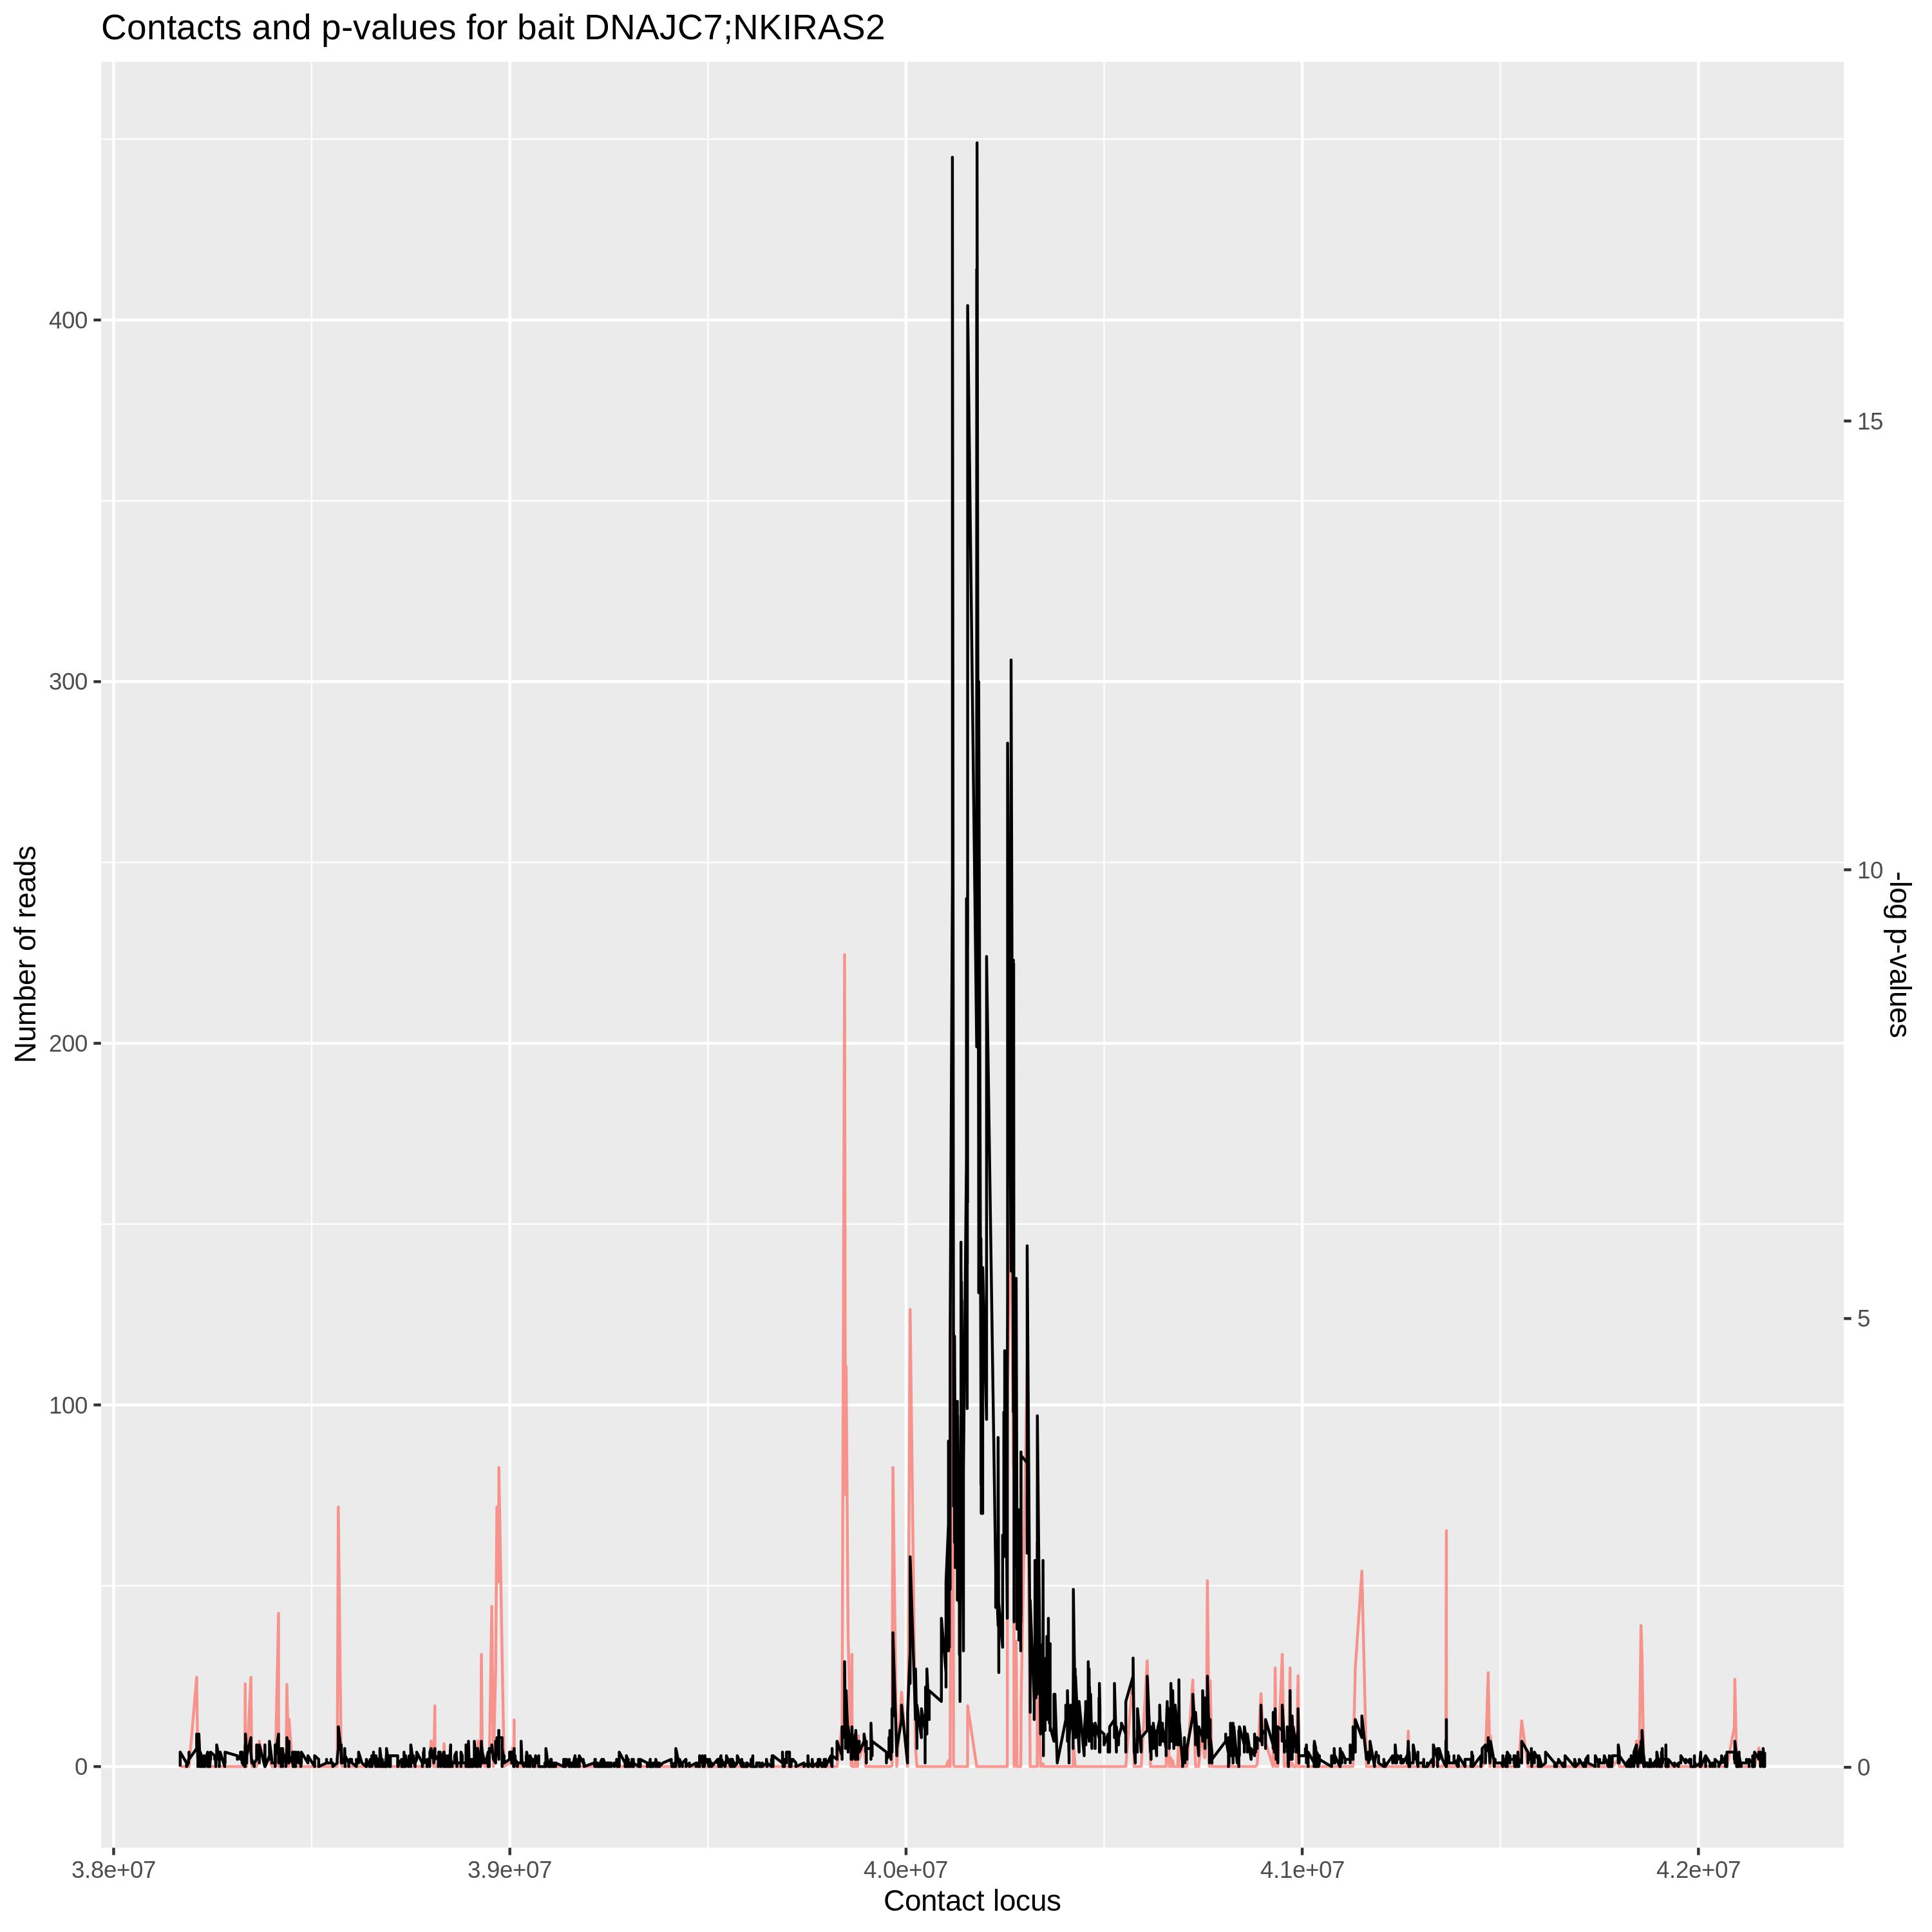 Contacts and p-values for bait DNAJC7;NKIRAS2
Number of reads
400
300
200
100
0
15
10
5
0
-log p-values
3.8e+07
3.9e+07
4.0e+07
4.1e+07
4.2e+07
Contact locus